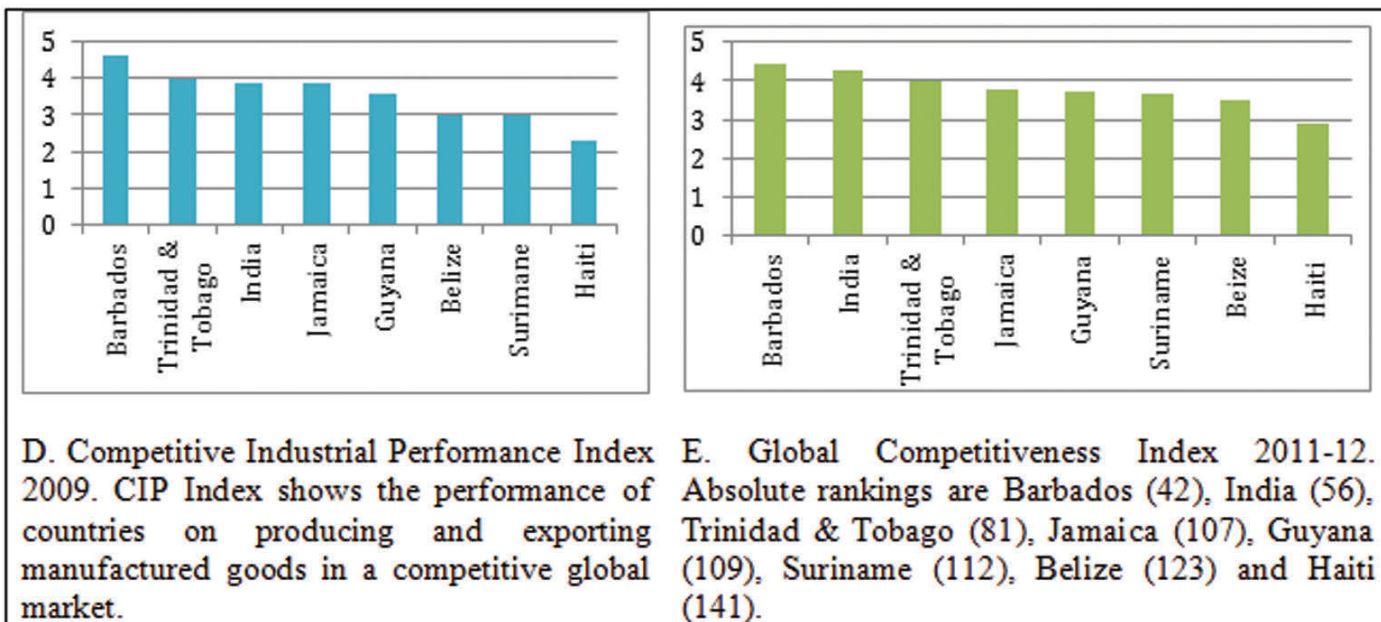 5
4
3
2
1
0
Barbados
Trinidad &
Tobago
India
Jamaica
Guyana
Belize
Surimane
Haiti
5
4
3
2
1
0
Barbados
India
Trinidad &
Tobago
Jamaica
Guyana
Suriname
Beize
Haiti
D. Competitive Industrial Performance Index
2009. CIP Index shows the performance of
countries on producing and exporting
manufactured goods in a competitive global
market.
E. Global Competitiveness Index 2011-12.
Absolute rankings are Barbados (42), India (56),
Trinidad & Tobago (81), Jamaica (107), Guyana
(109), Suriname (112), Belize (123) and Haiti
(141).